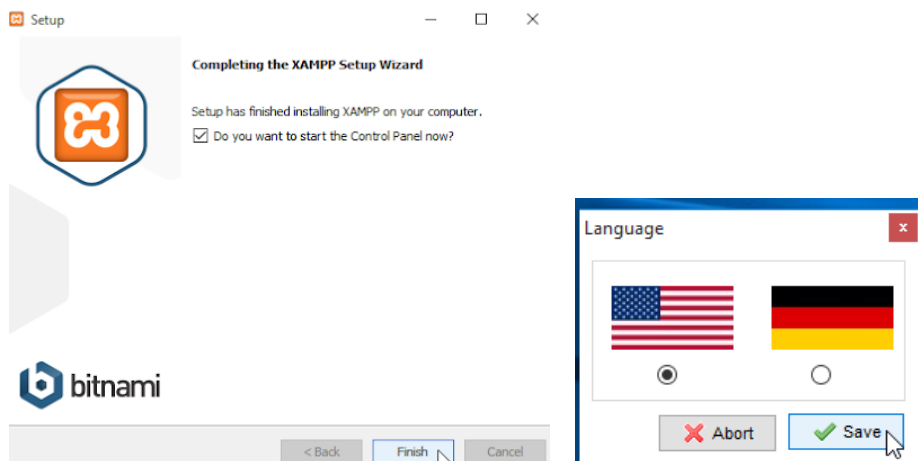 Setup
Completing the XAMPP Setup Wizard
Setup has finished installing XAMPP on your computer.
Do you want to start the Control Panel now?
bitnami
< Back
Finish
Cancel
Language
x
Abort
Save